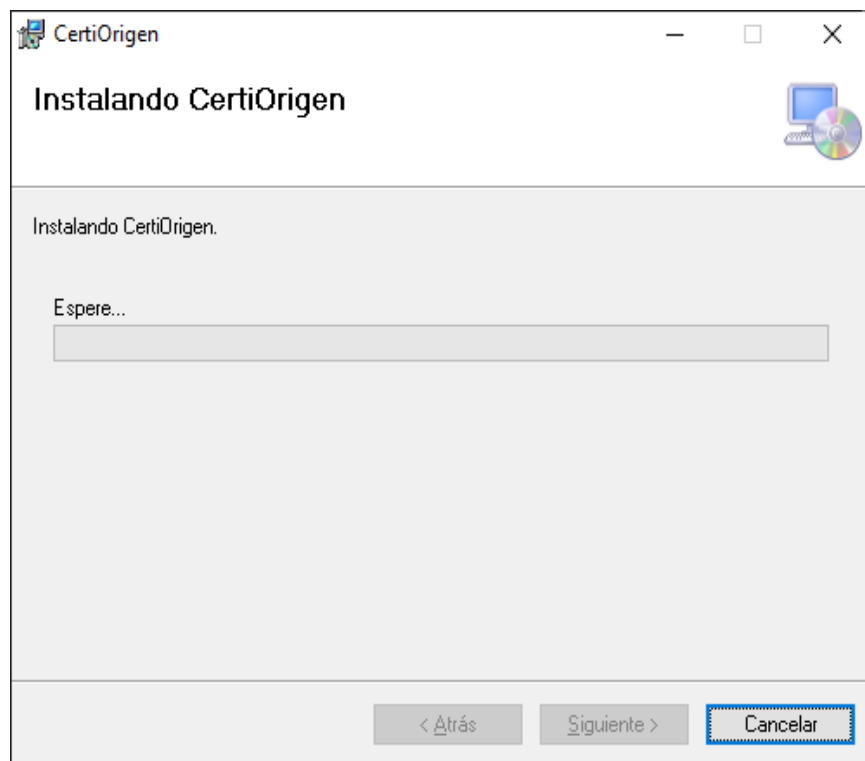 CertiOrigen
Instalando CertiOrigen
Instalando CertiOrigen.
Espere...
< Atrás
Siguiente >
Cancelar